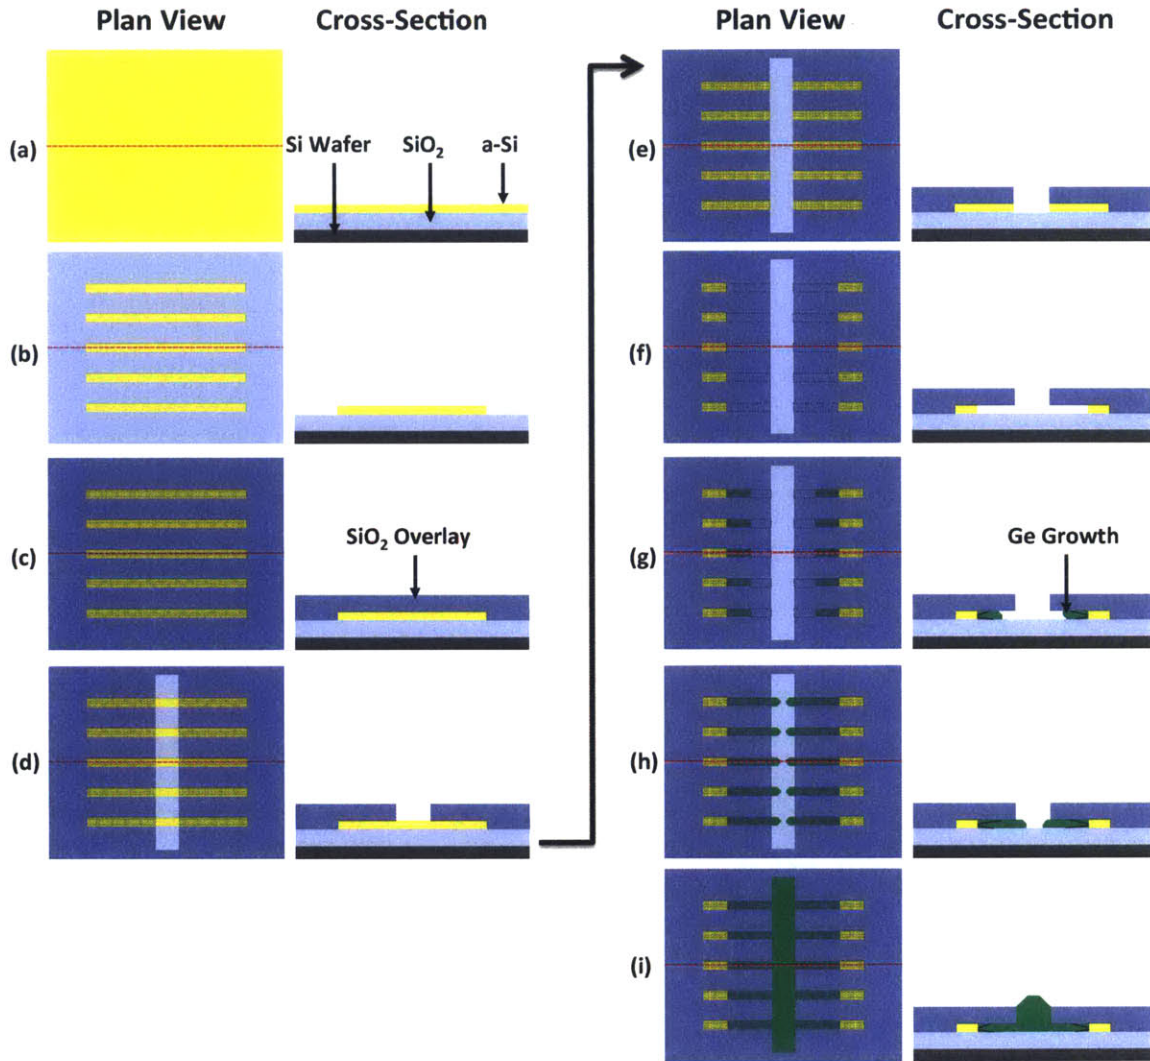 Plan View Cross-Section
(a)
Si Wafer SiO₂ a-Si
(b)
(c)
SiO₂ Overlay
(d)
Plan View Cross-Section
(e)
(f)
(g)
Ge Growth
(h)
(i)